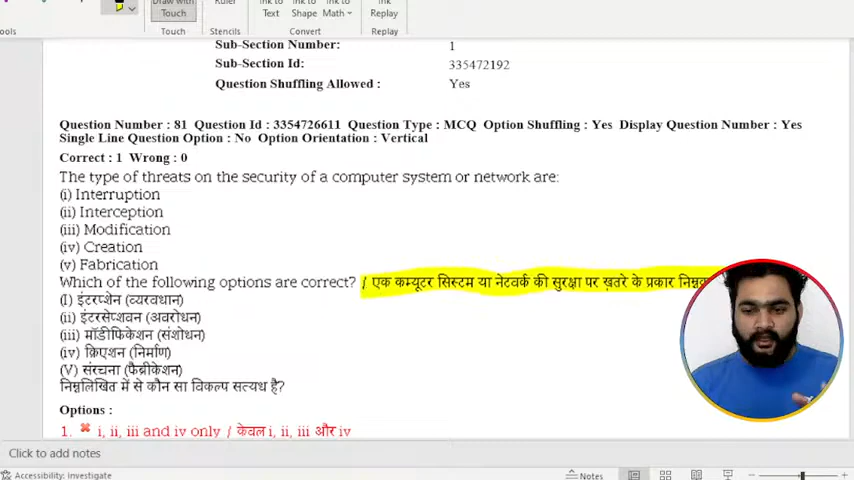 Draw with Ruler Ink to Ink to Ink to Ink
Touch Text Shape Math Replay
ools Touch Stencils Convert Replay
Sub-Section Number: 1
Sub-Section Id: 335472192
Question Shuffling Allowed : Yes
Question Number : 81 Question Id : 3354726611 Question Type : MCQ Option Shuffling : Yes Display Question Number : Yes
Single Line Question Option : No Option Orientation : Vertical
Correct : 1 Wrong : 0
The type of threats on the security of a computer system or network are:
(i) Interruption
(ii) Interception
(iii) Modification
(iv) Creation
(v) Fabrication
Which of the following options are correct? / एक कम्यूटर सिस्टम या नेटवर्क की सुरक्षा पर ख़तरे के प्रकार
(I) इंटरप्शेन (व्यरवधान)
(ii) इंटरसेप्शवन (अवरोधन)
(iii) मॉडीफिकेशन (संशोधन)
(iv) क्रिएशन (निर्माण)
(V) संरचना (फैब्रीकेशन)
निम्नलिखित में से कौन सा विकल्प सत्यध है?
Options :
1. i, ii, iii and iv only / केवल i, ii, iii और iv
Click to add notes
Accessibility: Investigate Notes